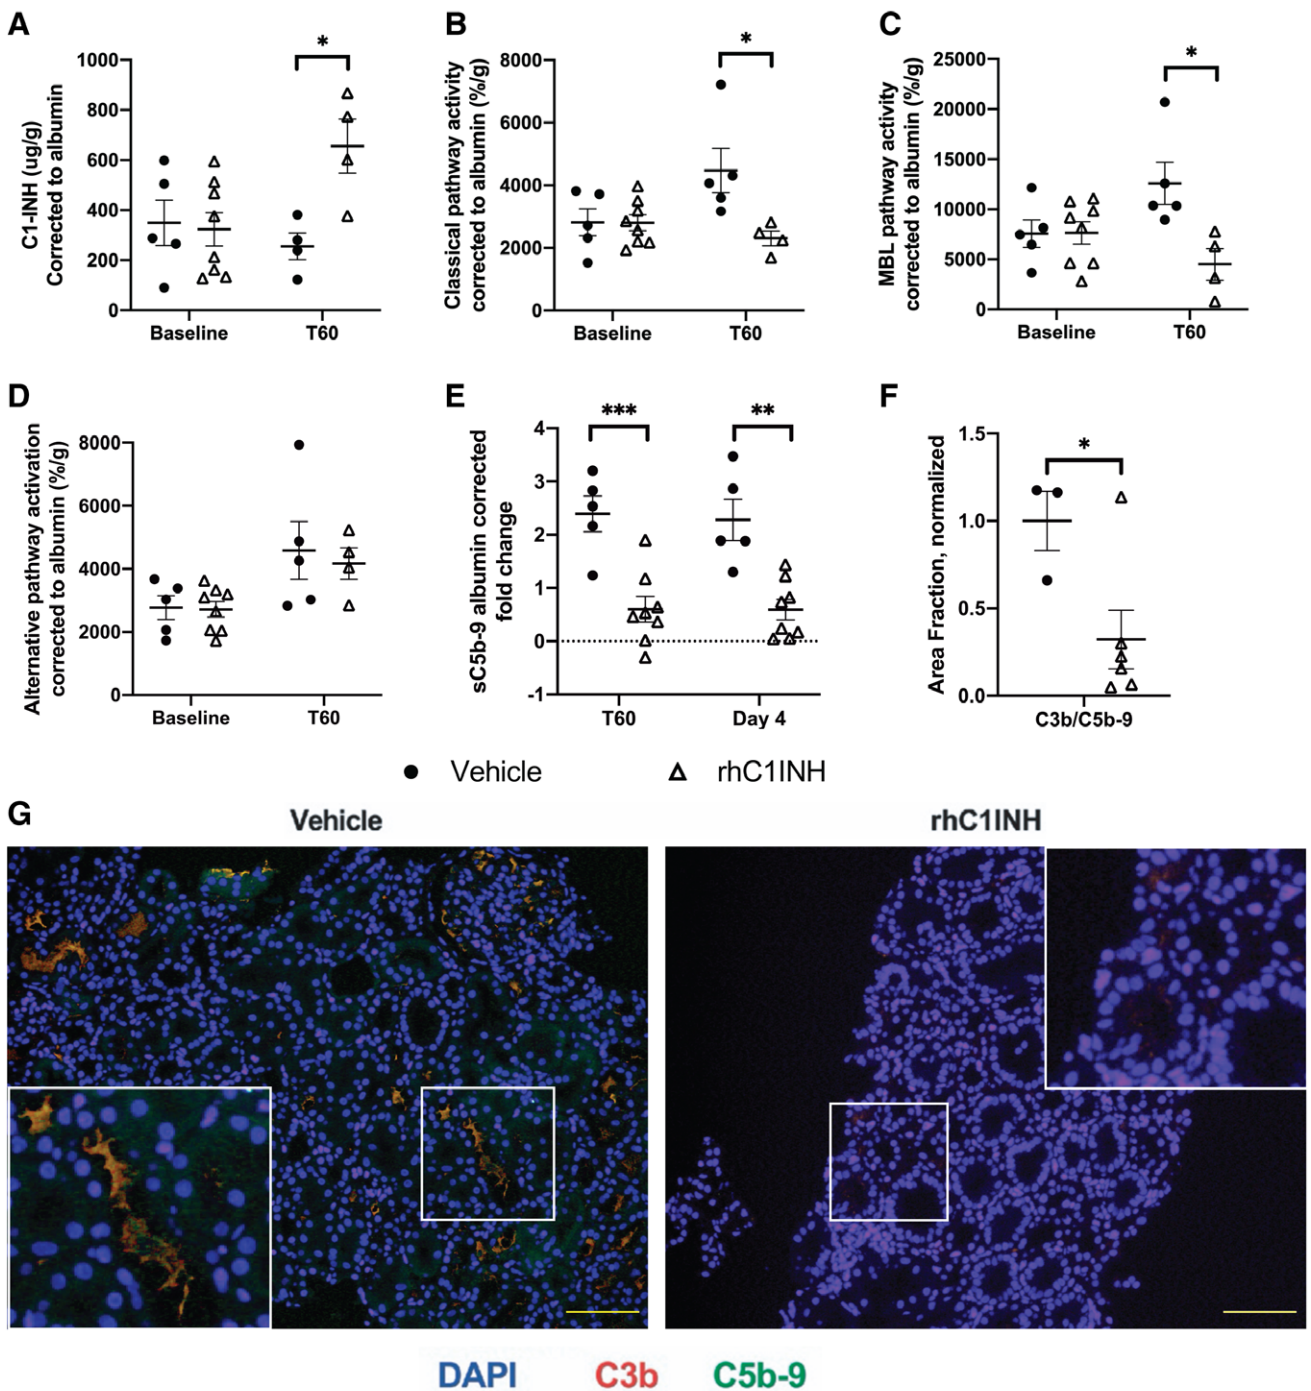 A
C1-INH (ug/g)
Corrected to albumin
1000
800
600
400
200
0
*
Baseline
T60
B
Classical pathway activity
corrected to albumin (%/g)
8000
6000
4000
2000
0
*
Baseline
T60
C
MBL pathway activity
corrected to albumin (%/g)
25000
20000
15000
10000
5000
0
*
Baseline
T60
D
Alternative pathway activation
corrected to albumin (%/g)
8000
6000
4000
2000
0
Baseline
T60
E
sC5b-9 albumin corrected
fold change
4
3
2
1
0
-1
***
**
T60
Day 4
F
Area Fraction, normalized
1.5
1.0
0.5
0.0
*
C3b/C5b-9
Vehicle
rhC1INH
G
Vehicle
rhC1INH
DAPI
C3b
C5b-9